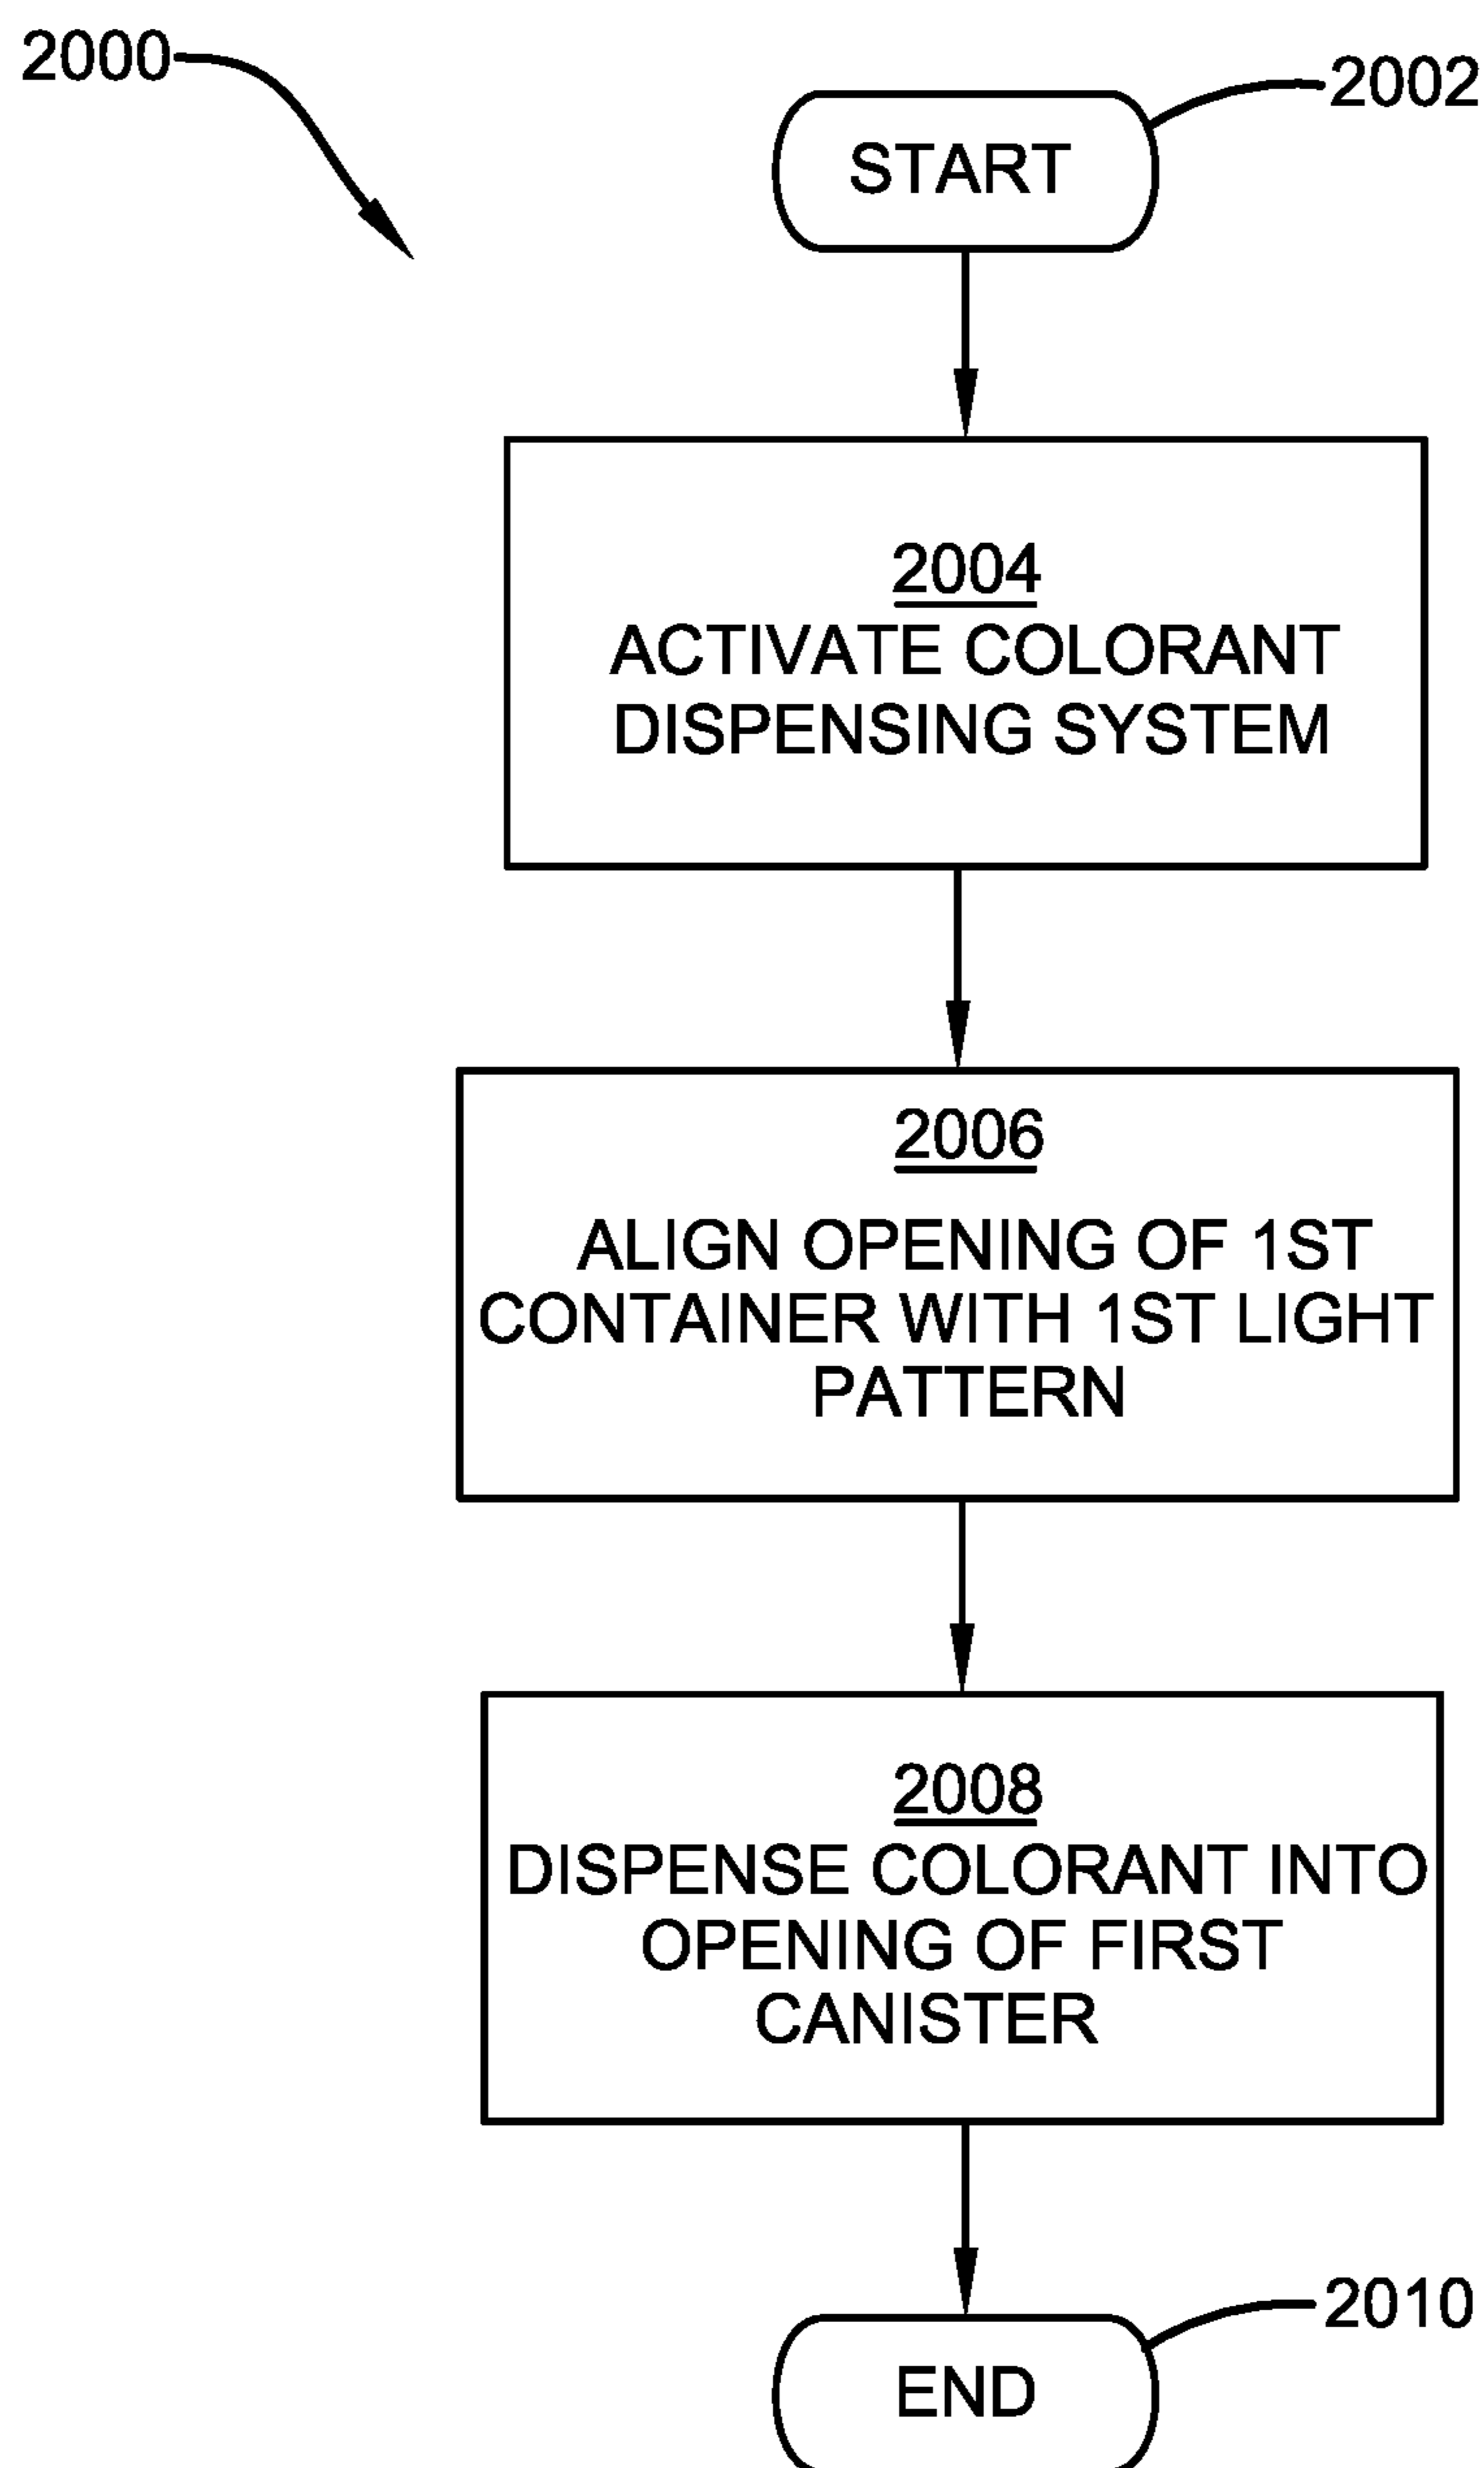 2000
2002
START
2004
ACTIVATE COLORANT
DISPENSING SYSTEM
2006
ALIGN OPENING OF 1ST
CONTAINER WITH 1ST LIGHT
PATTERN
2008
DISPENSE COLORANT INTO
OPENING OF FIRST
CANISTER
2010
END